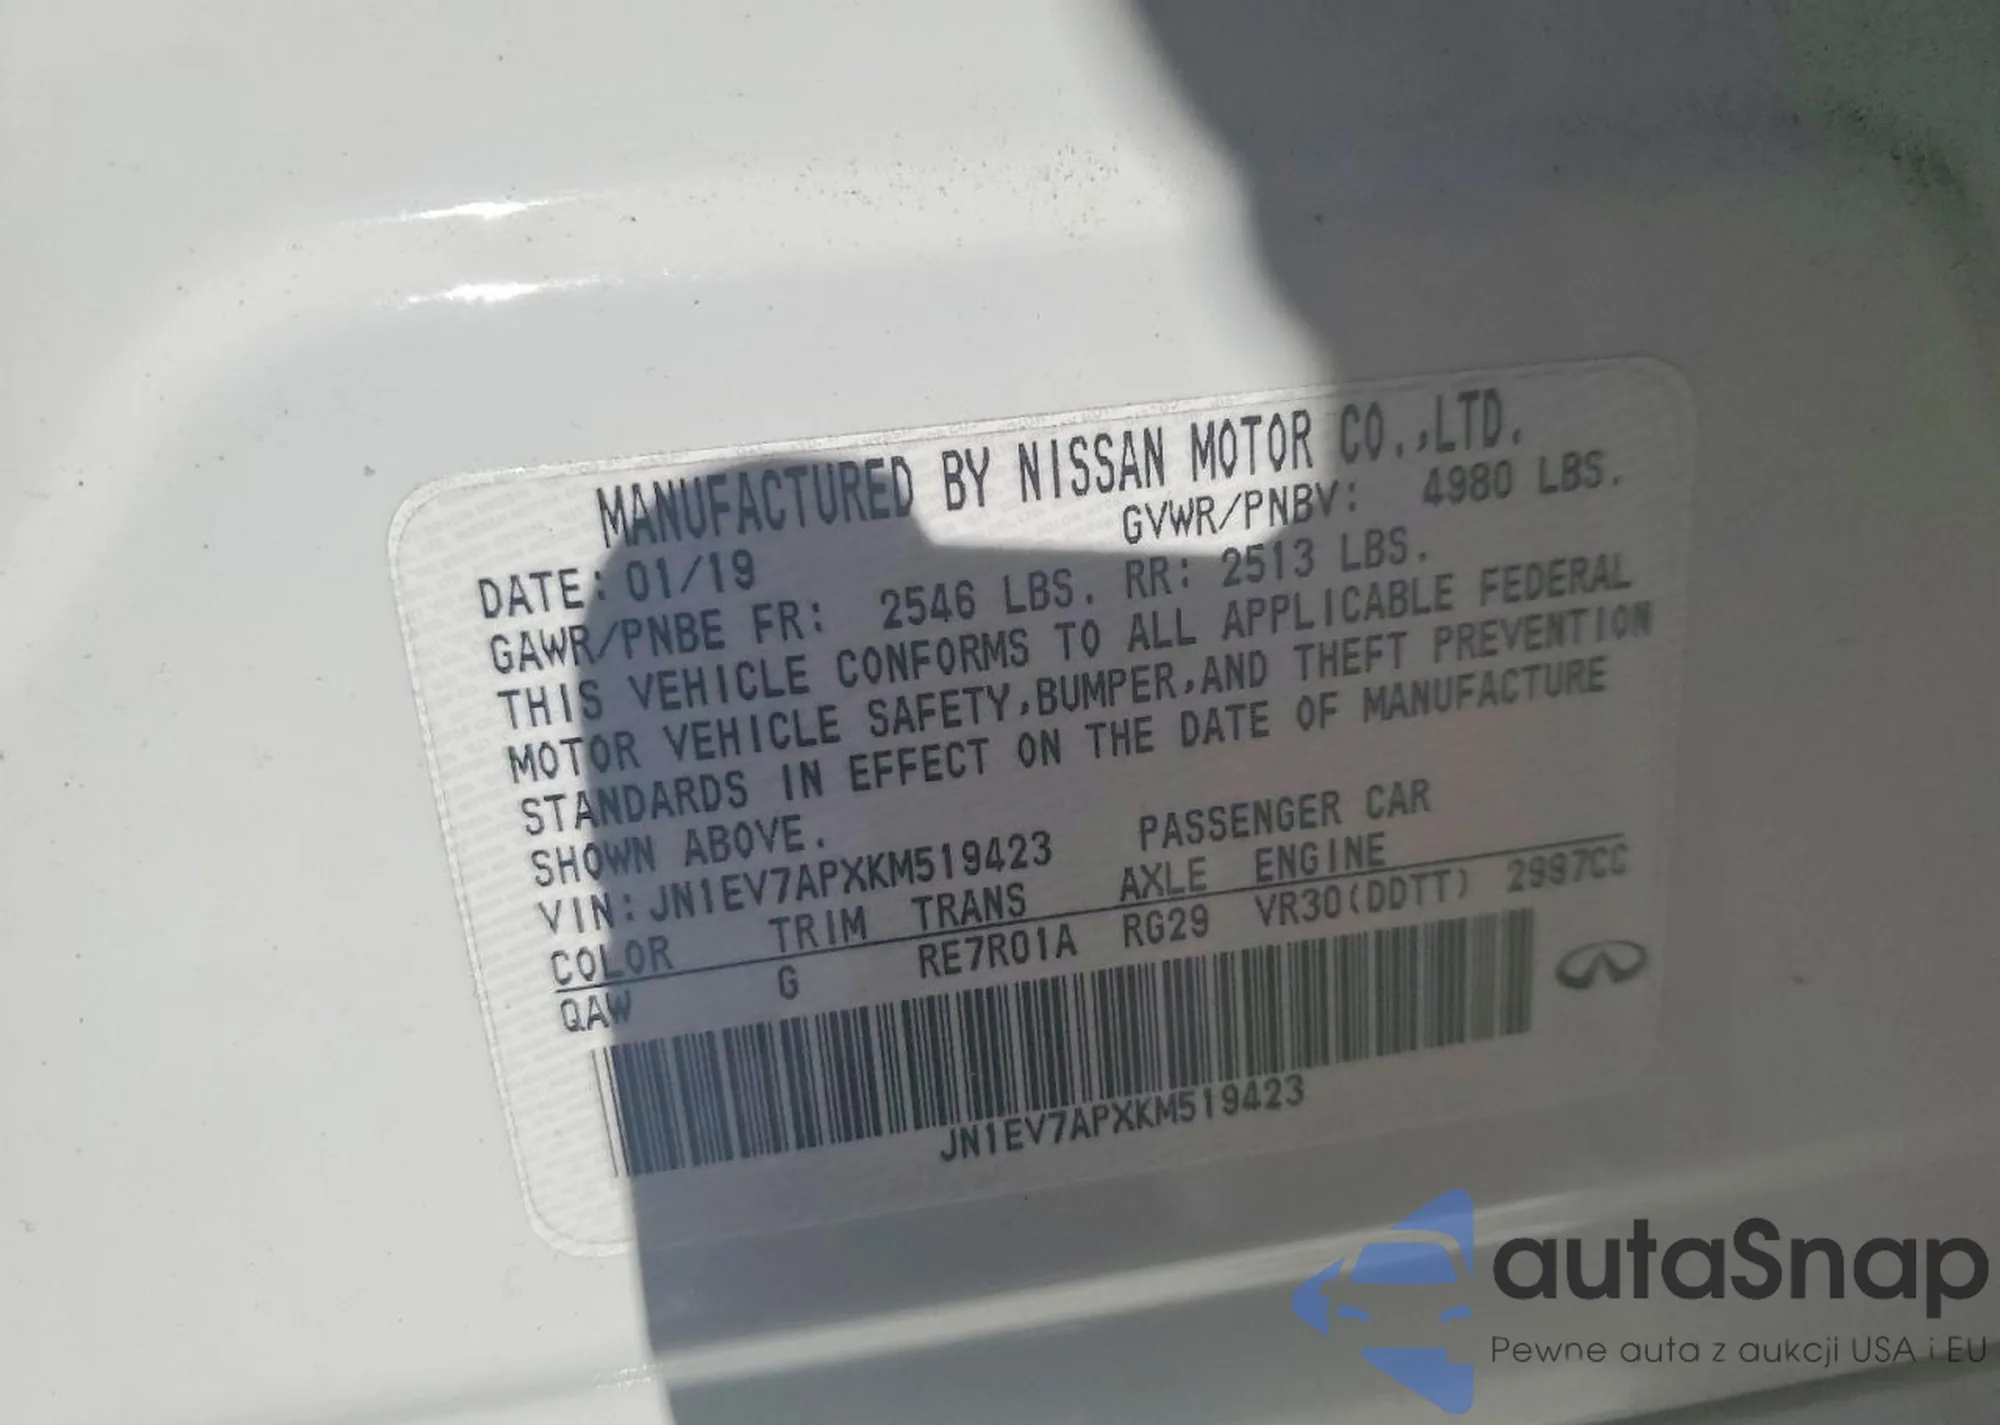 MANUFACTURED BY NISSAN MOTOR CO.,LTD.
DATE: 01/19 GVWR/PNBV: 4980 LBS.
GAWR/PNBE FR: 2546 LBS. RR: 2513 LBS.
THIS VEHICLE CONFORMS TO ALL APPLICABLE FEDERAL
MOTOR VEHICLE SAFETY,BUMPER,AND THEFT PREVENTION
STANDARDS IN EFFECT ON THE DATE OF MANUFACTURE
SHOWN ABOVE.
VIN:JN1EV7APXKM519423 PASSENGER CAR
COLOR TRIM TRANS AXLE ENGINE
QAW G RE7R01A RG29 VR30(DDTT) 2997CC
JN1EV7APXKM519423
autaSnap
Pewne auta z aukcji USA i EU